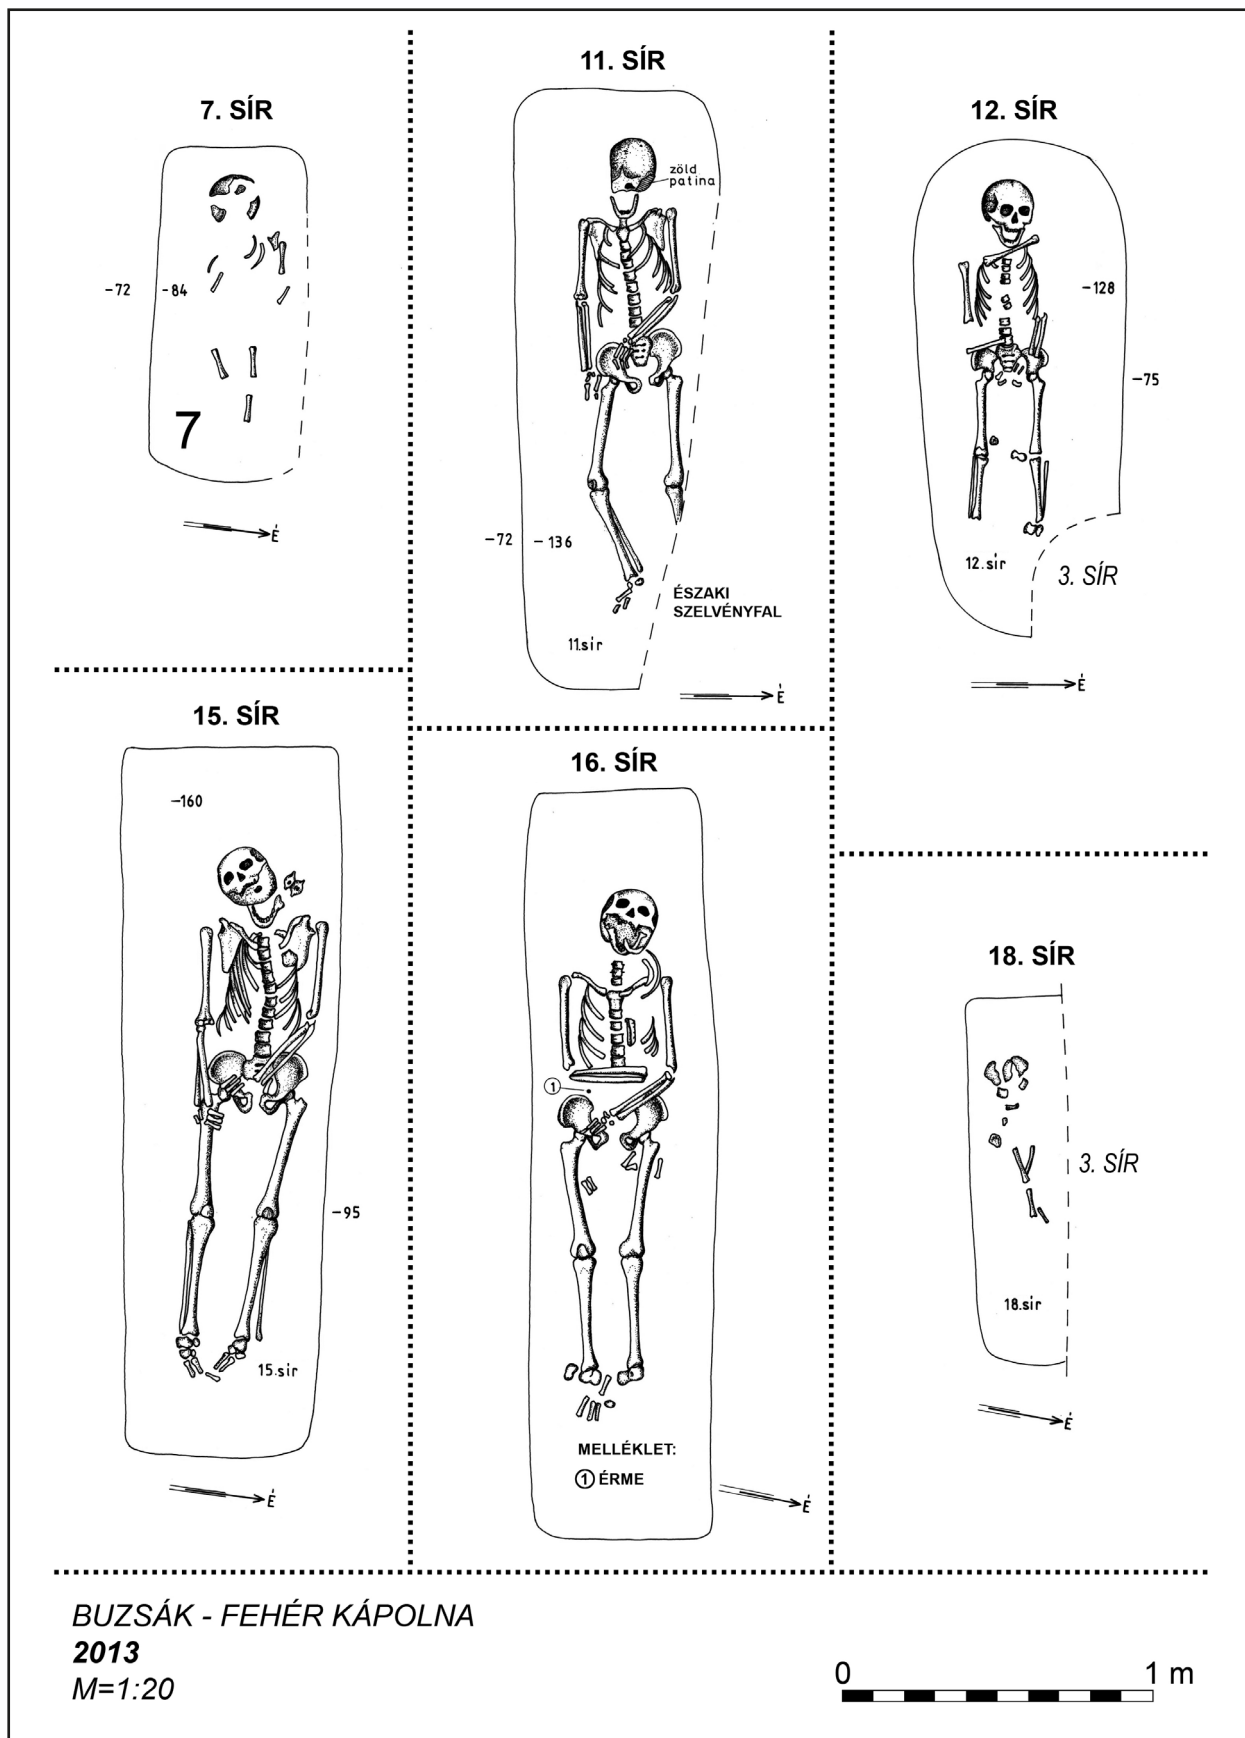 7. SÍR
-72
-84
7
É
11. SÍR
zöld
patina
-72
-136
ÉSZAKI
SZELVÉNYFAL
11.sír
É
12. SÍR
-128
-75
12.sír
3. SÍR
É
15. SÍR
-160
-95
15.sír
É
16. SÍR
1
MELLÉKLET:
1 ÉRME
É
18. SÍR
3. SÍR
18.sír
É
BUZSÁK - FEHÉR KÁPOLNA
2013
M=1:20
0 1 m